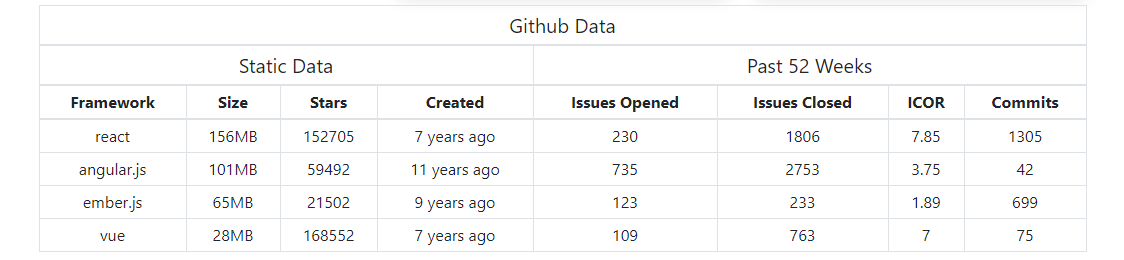 Github Data
Static Data Past 52 Weeks
Framework Size Stars Created Issues Opened Issues Closed ICOR Commits
react 156MB 152705 7 years ago 230 1806 7.85 1305
angular.js 101MB 59492 11 years ago 735 2753 3.75 42
ember.js 65MB 21502 9 years ago 123 233 1.89 699
vue 28MB 168552 7 years ago 109 763 7 75